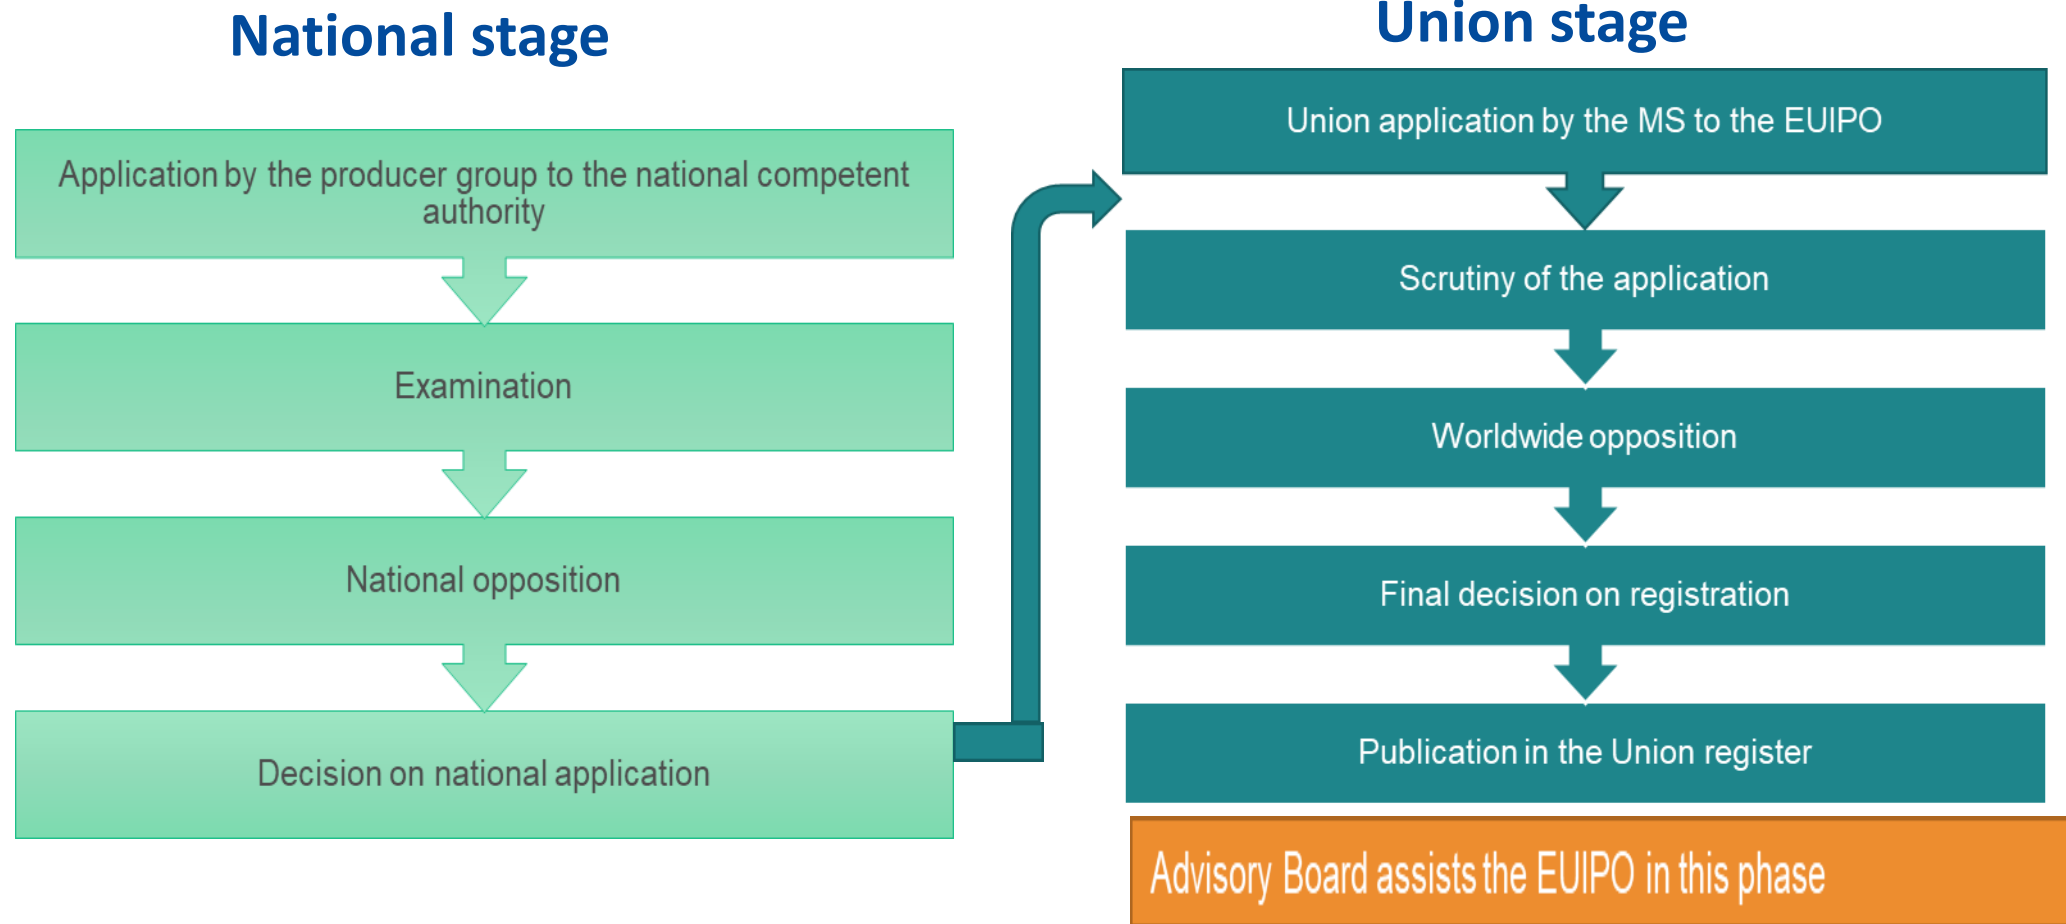 National stage
Application by the producer group to the national competent
authority
Examination
National opposition
Decision on national application
Union stage
Union application by the MS to the EUIPO
Scrutiny of the application
Worldwide opposition
Final decision on registration
Publication in the Union register
Advisory Board assists the EUIPO in this phase